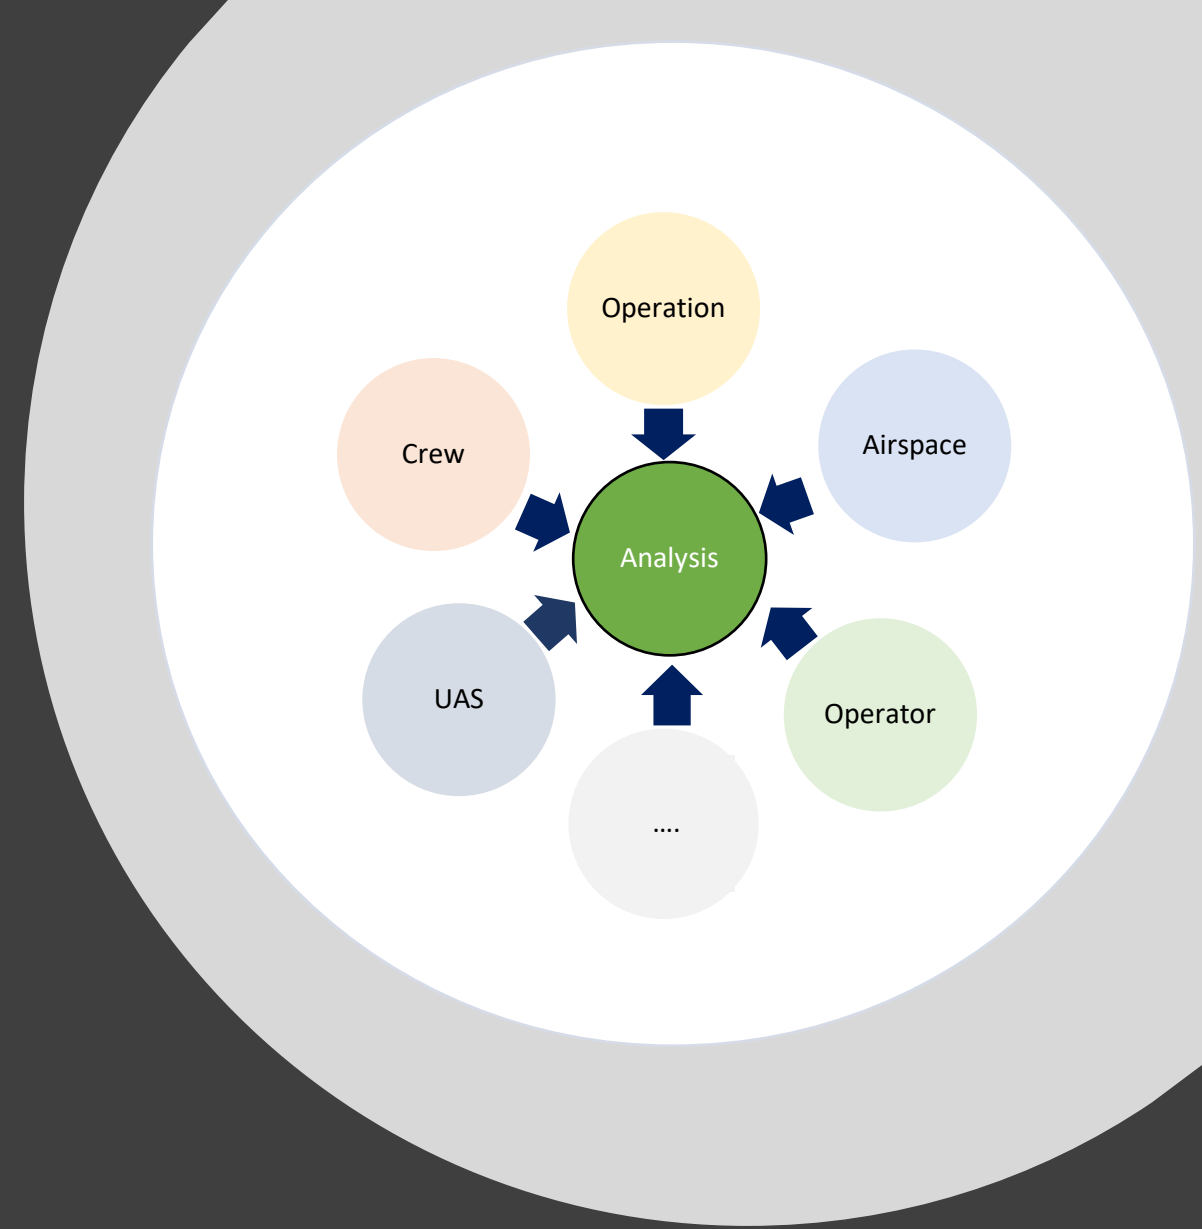 Operation
Airspace
Crew
Analysis
UAS
Operator
....